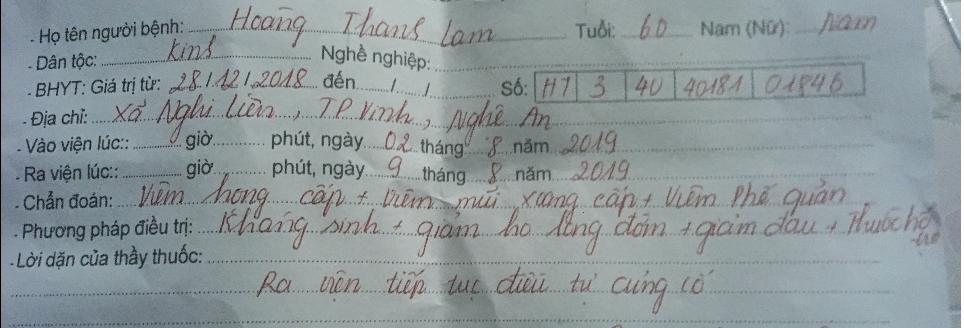 - Họ tên người bệnh: Hoàng Thanh Lam Tuổi: 60 Nam (Nữ): Nam
- Dân tộc: Kinh Nghề nghiệp:
- BHYT: Giá trị từ: 28/12/2018 đến / / Số: HT 3 40 40181 01846
- Địa chỉ: Xã Nghi Liên, TP Vinh, Nghệ An
- Vào viện lúc:: giờ phút, ngày 02 tháng 8 năm 2019
- Ra viện lúc:: giờ phút, ngày 9 tháng 8 năm 2019
- Chẩn đoán: Viêm họng cấp + Viêm mũi xoang cấp + Viêm Phế quản
- Phương pháp điều trị: Kháng sinh + giảm ho lỏng đờm + giảm đau + Thuốc hỗ trợ
- Lời dặn của thầy thuốc:
Ra viện tiếp tục điều trị củng cố